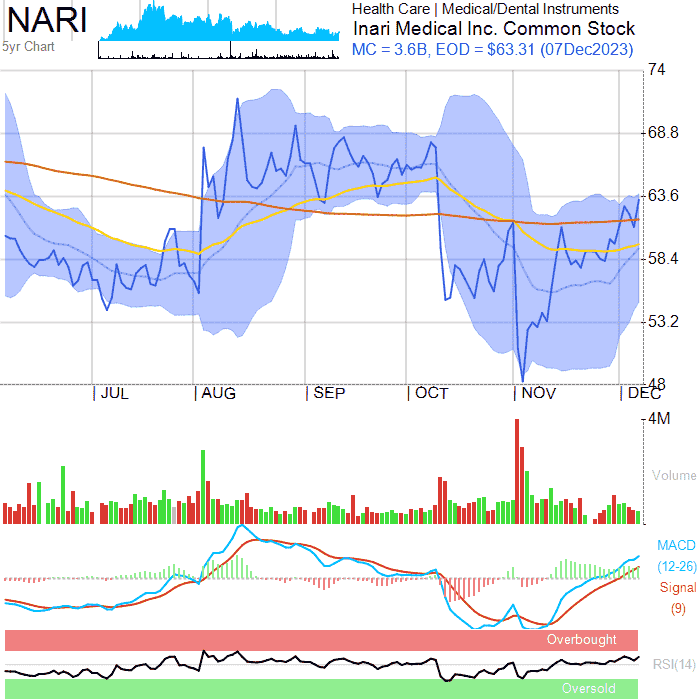 NARI
5yr Chart
Health Care | Medical/Dental Instruments
Inari Medical Inc. Common Stock
MC = 3.6B, EOD = $63.31 (07Dec2023)
74
68.8
63.6
58.4
53.2
48
JUL AUG SEP OCT NOV DEC
4M
Volume
MACD
(12-26)
Signal
(9)
Overbought
RSI(14)
Oversold